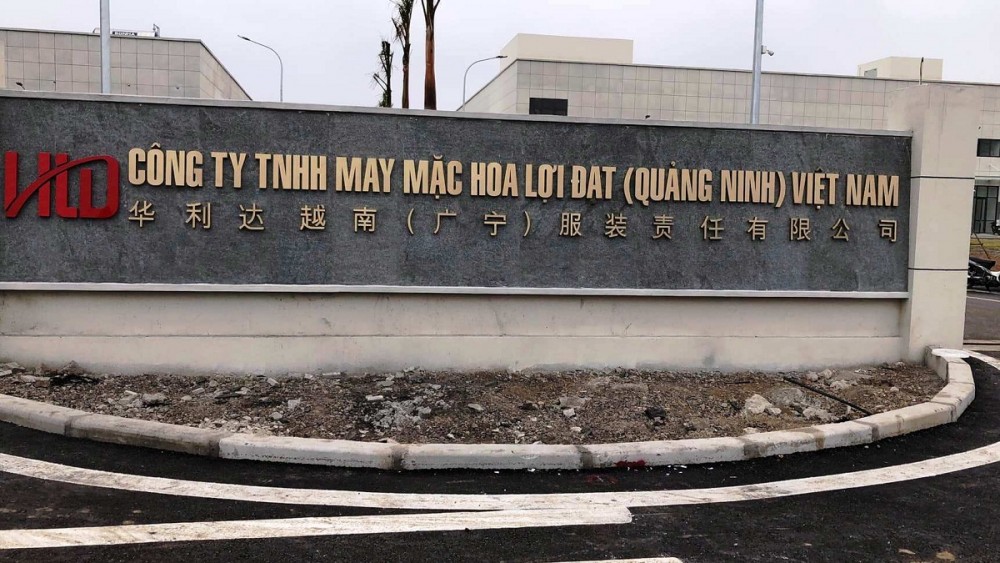 HLD
CÔNG TY TNHH MAY MẶC HOA LỢI ĐẠT (QUẢNG NINH) VIỆT NAM
华利达 越南(广宁)服装责任有限公司